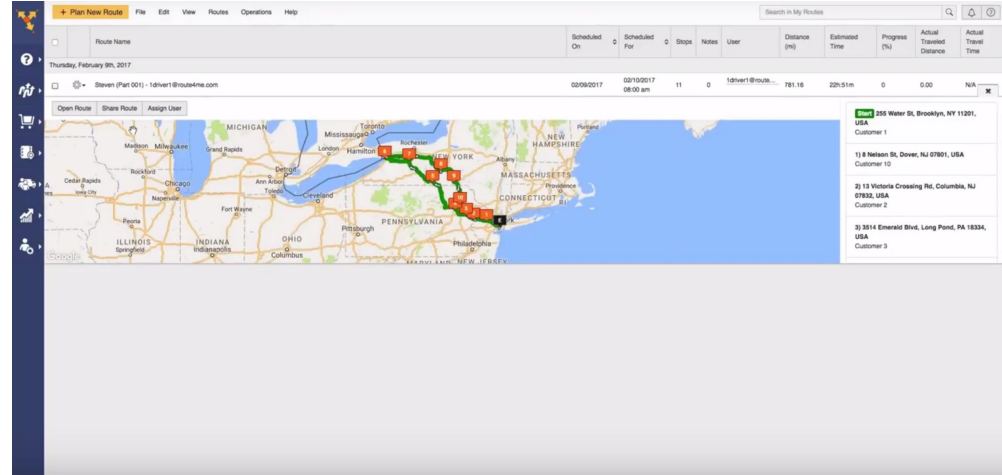 + Plan New Route File Edit View Routes Operations Help Search in My Routes
Route Name Scheduled On Scheduled For Stops Notes User Distance (mi) Estimated Time Progress (%) Actual Traveled Distance Actual Travel Time
Thursday, February 9th, 2017
Steven (Part 001) - 1driver1@route4me.com 02/09/2017 02/10/2017 08:00 am 11 0 1driver1@route... 781.16 22h:51m 0 0.00 N/A
Open Route Share Route Assign User
Start 255 Water St, Brooklyn, NY 11201, USA
Customer 1
1) 8 Nelson St, Dover, NJ 07801, USA
Customer 10
2) 13 Victoria Crossing Rd, Columbia, NJ 07832, USA
Customer 2
3) 3514 Emerald Blvd, Long Pond, PA 18334, USA
Customer 3
MICHIGAN
Toronto
Mississauga
Portland
Madison Milwaukee Grand Rapids London Hamilton Rochester
NEW HAMPSHIRE
NEW YORK
Albany
Rockford
Detroit
MASSACHUSETTS
Cedar Rapids
Chicago
Ann Arbor
Providence
Iowa City
Naperville
Toledo
Cleveland
CONNECTICUT
RI
Fort Wayne
Peoria
PENNSYLVANIA
Pittsburgh
ILLINOIS
INDIANA
OHIO
Philadelphia
Springfield
Indianapolis
Columbus
Google
MARYLAND NEW JERSEY